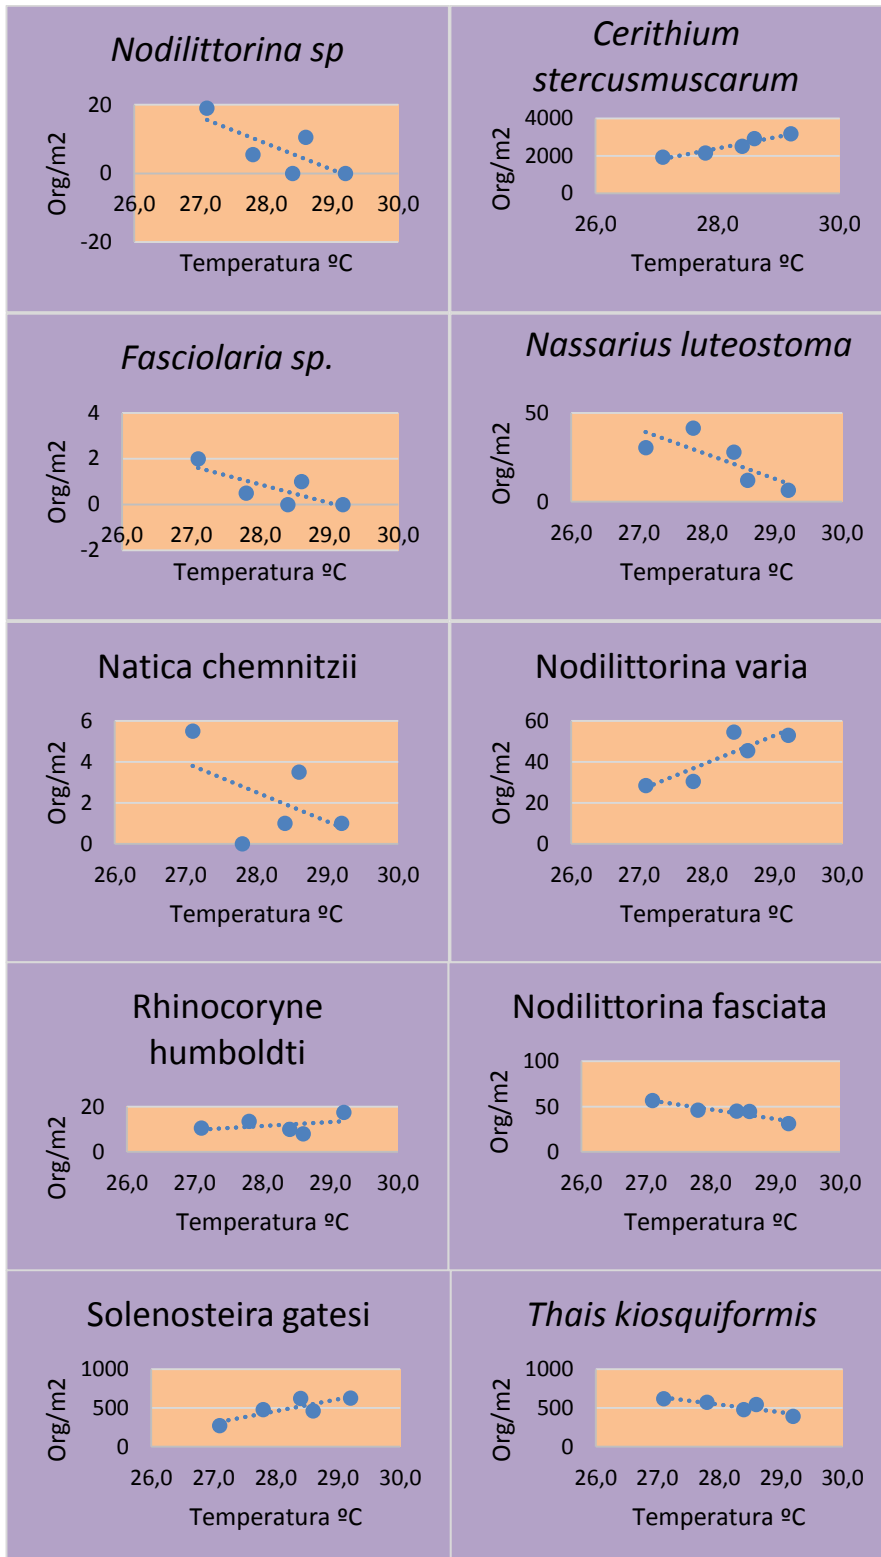 Nodilittorina sp
20
0
-20
26,0 27,0 28,0 29,0 30,0
Org/m2
Temperatura ºC
Cerithium
stercusmuscarum
4000
2000
0
26,0 28,0 30,0
Org/m2
Temperatura ºC
Fasciolaria sp.
4
2
0
-2
26,0 27,0 28,0 29,0 30,0
Org/m2
Temperatura ºC
Nassarius luteostoma
50
0
26,0 27,0 28,0 29,0 30,0
Org/m2
Temperatura ºC
Natica chemnitzii
6
4
2
0
26,0 27,0 28,0 29,0 30,0
Org/m2
Temperatura ºC
Nodilittorina varia
60
40
20
0
26,0 27,0 28,0 29,0 30,0
Org/m2
Temperatura ºC
Rhinocoryne
humboldti
20
0
26,0 27,0 28,0 29,0 30,0
Org/m2
Temperatura ºC
Nodilittorina fasciata
100
50
0
26,0 27,0 28,0 29,0 30,0
Org/m2
Temperatura ºC
Solenosteira gatesi
1000
500
0
26,0 27,0 28,0 29,0 30,0
Org/m2
Temperatura ºC
Thais kiosquiformis
1000
500
0
26,0 27,0 28,0 29,0 30,0
Org/m2
Temperatura ºC